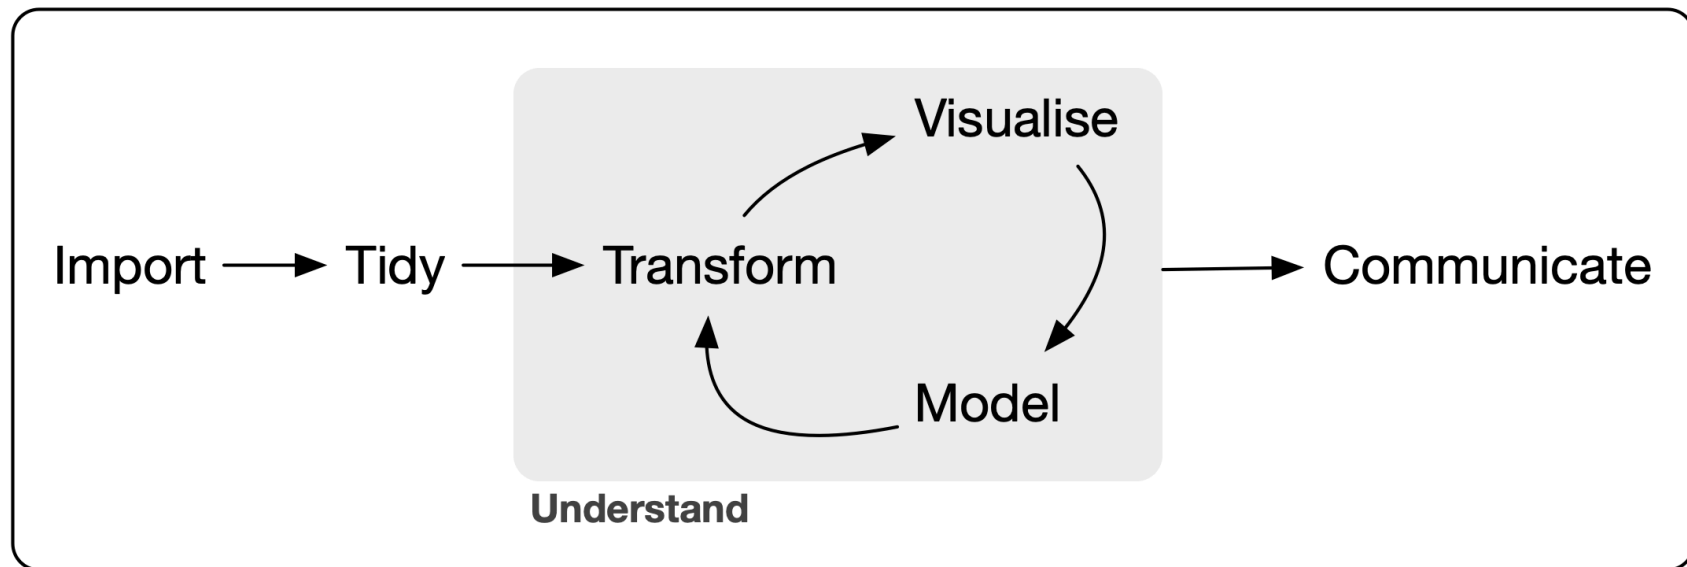 Import
Tidy
Transform
Visualise
Model
Communicate
Understand